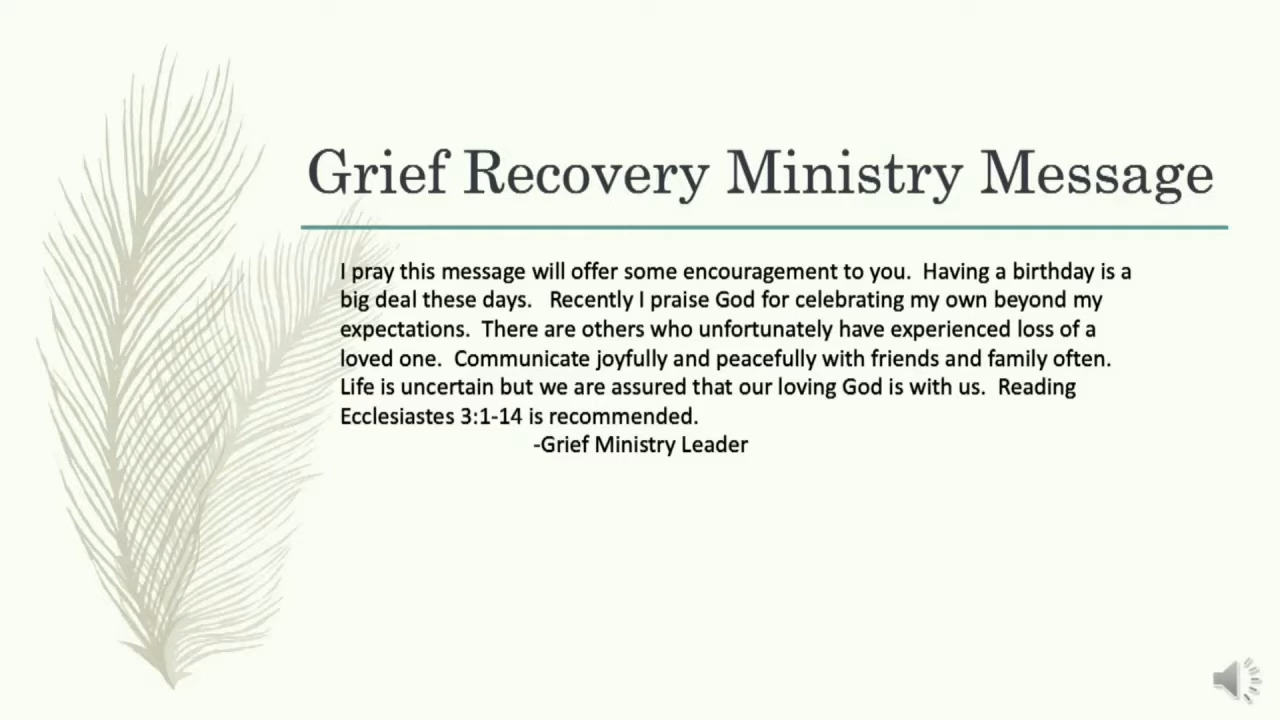 Grief Recovery Ministry Message
I pray this message will offer some encouragement to you.  Having a birthday is a
big deal these days.   Recently I praise God for celebrating my own beyond my
expectations.  There are others who unfortunately have experienced loss of a
loved one.  Communicate joyfully and peacefully with friends and family often.
Life is uncertain but we are assured that our loving God is with us.  Reading
Ecclesiastes 3:1-14 is recommended.
-Grief Ministry Leader